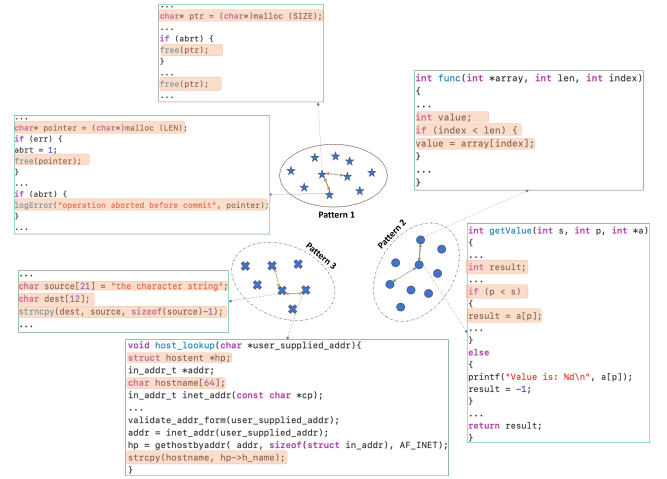 ...
char* ptr = (char*)malloc (SIZE);
...
if (abrt) {
free(ptr);
}
...
free(ptr);
...
int func(int *array, int len, int index)
{
...
int value;
if (index < len) {
value = array[index];
}
...
}
...
char* pointer = (char*)malloc (LEN);
if (err) {
abrt = 1;
free(pointer);
}
...
if (abrt) {
logError("operation aborted before commit", pointer);
}
...
Pattern 1
Pattern 2
Pattern 3
int getValue(int s, int p, int *a)
{
...
int result;
...
if (p < s)
{
result = a[p];
...
}
else
{
printf("Value is: %d\n", a[p]);
result = -1;
}
...
return result;
}
...
char source[21] = "the character string";
char dest[12];
strncpy(dest, source, sizeof(source)-1);
...
void host_lookup(char *user_supplied_addr){
struct hostent *hp;
in_addr_t *addr;
char hostname[64];
in_addr_t inet_addr(const char *cp);
...
validate_addr_form(user_supplied_addr);
addr = inet_addr(user_supplied_addr);
hp = gethostbyaddr( addr, sizeof(struct in_addr), AF_INET);
strcpy(hostname, hp->h_name);
}